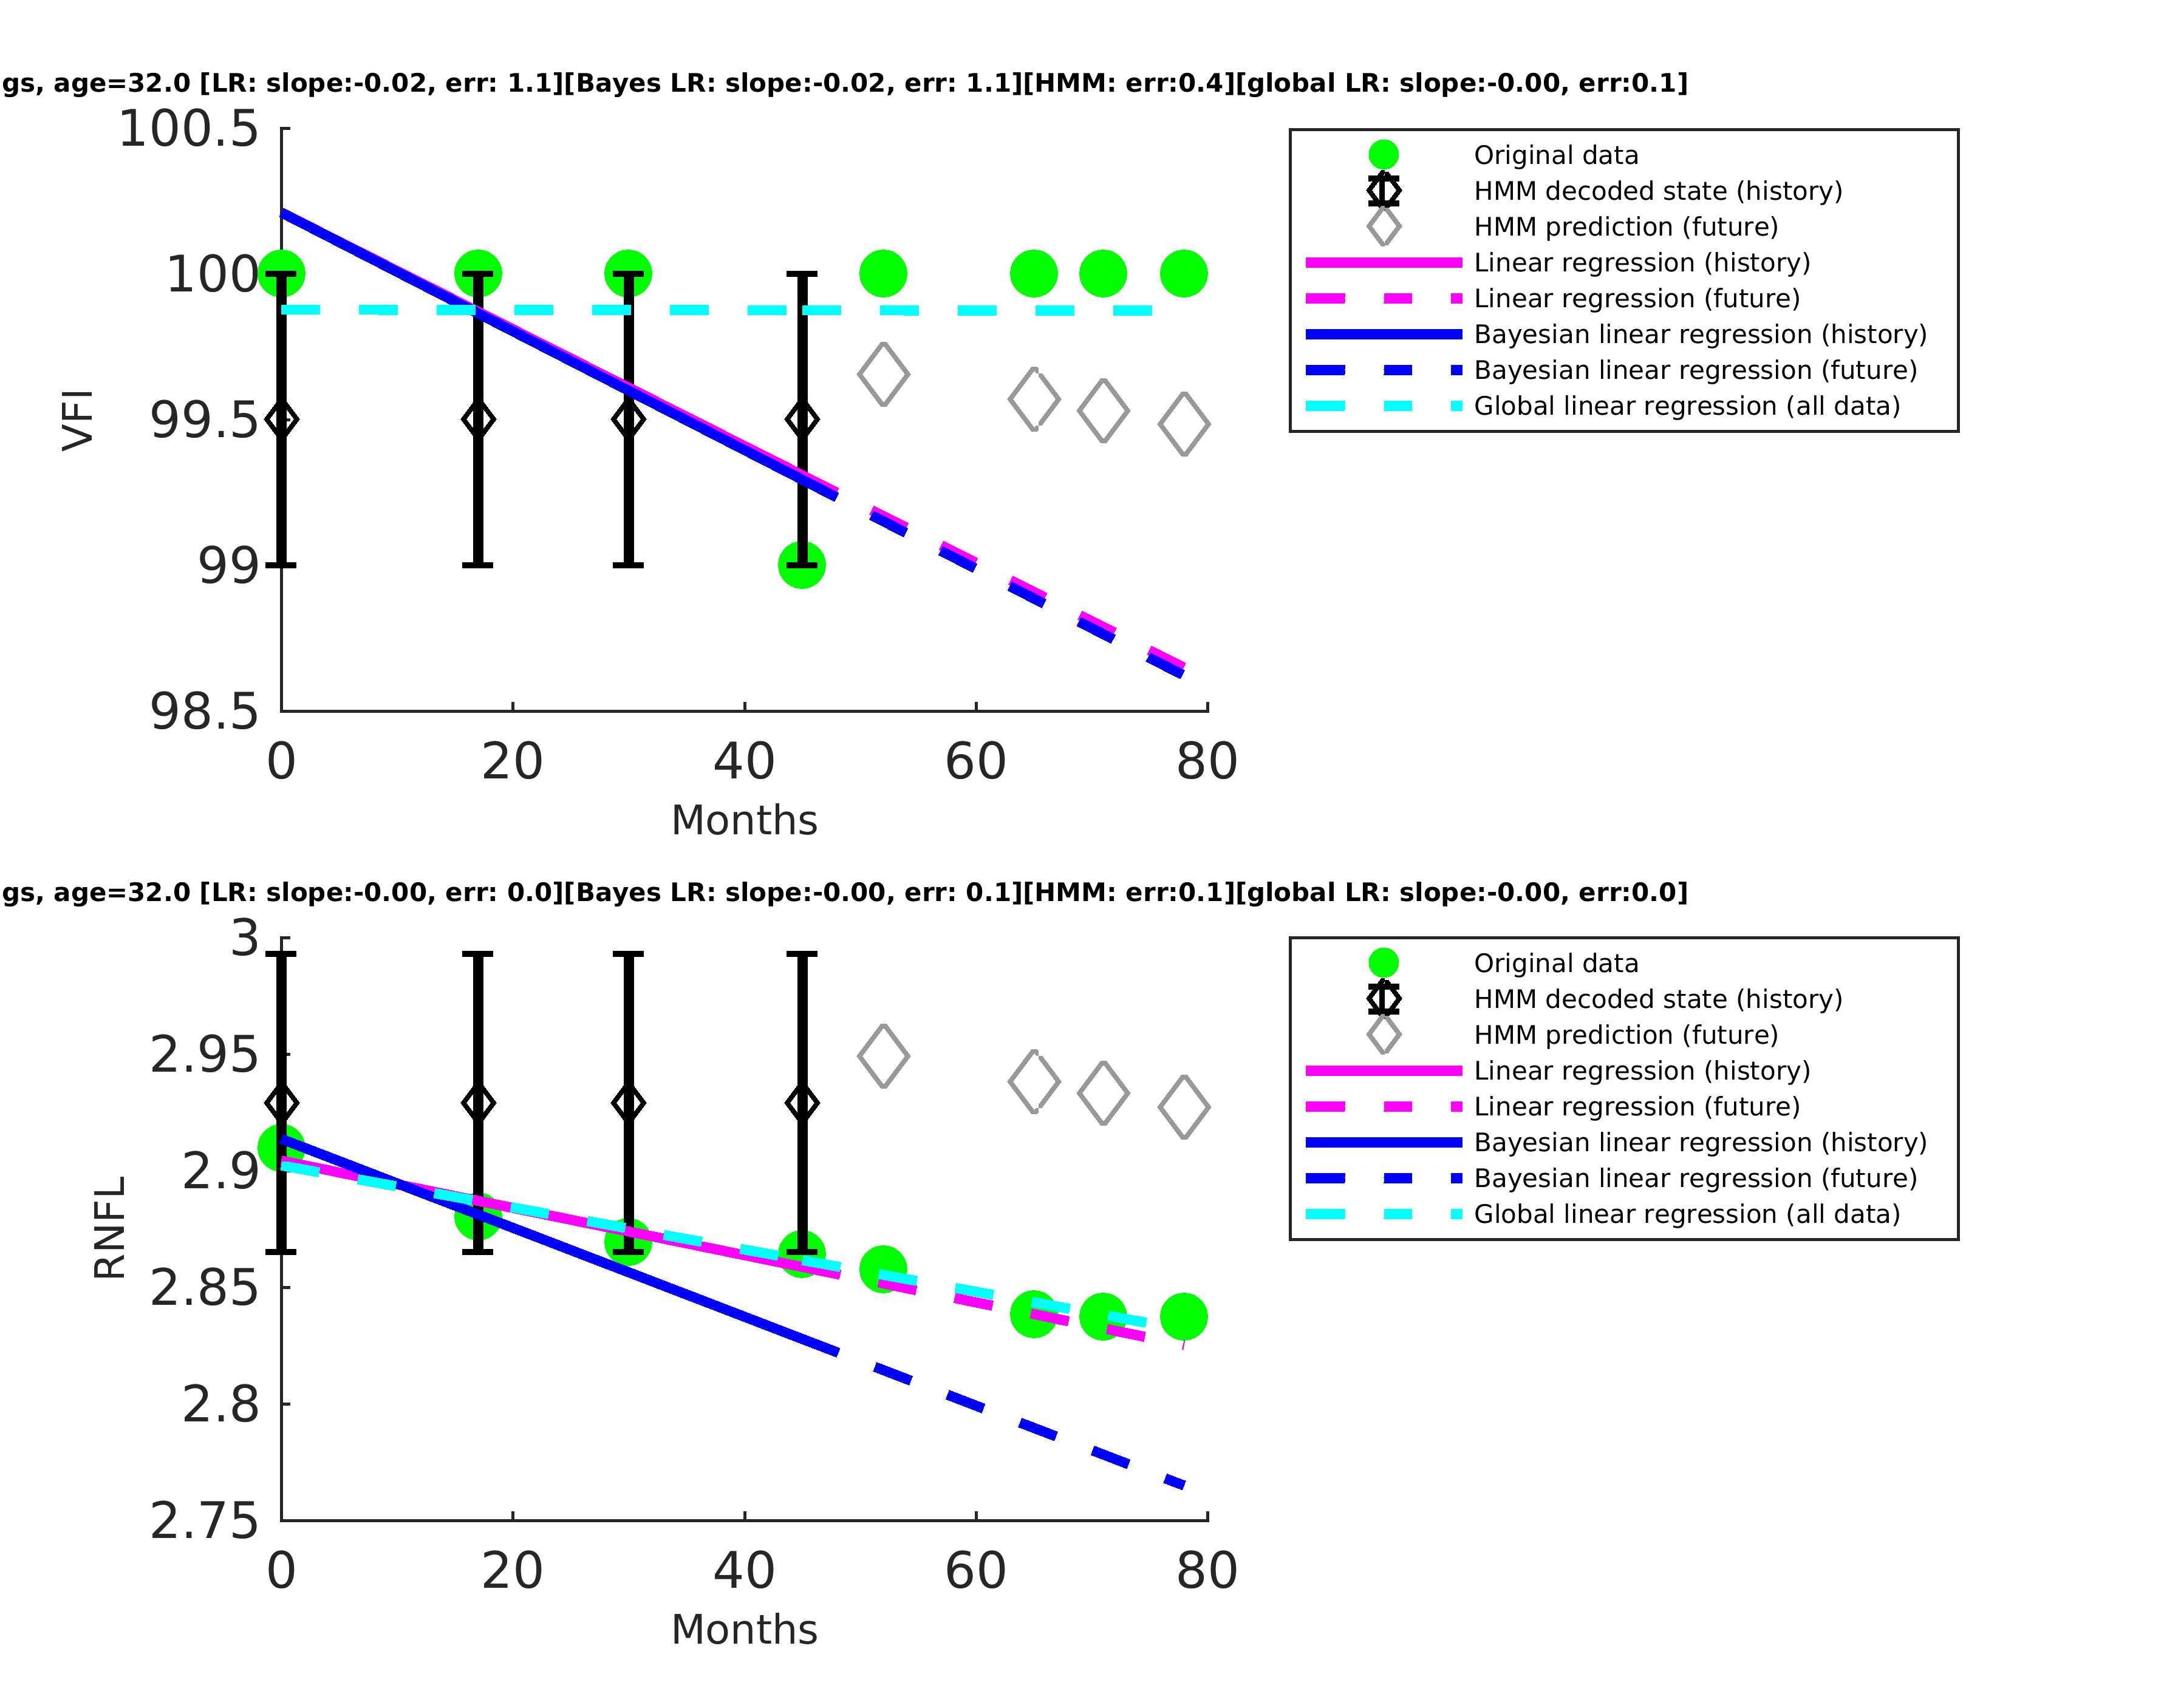 gs, age=32.0 [LR: slope:-0.02, err: 1.1][Bayes LR: slope:-0.02, err: 1.1][HMM: err:0.4][global LR: slope:-0.00, err:0.1]
100.5
100
99.5
99
98.5
VFI
0 20 40 60 80
Months
Original data
HMM decoded state (history)
HMM prediction (future)
Linear regression (history)
Linear regression (future)
Bayesian linear regression (history)
Bayesian linear regression (future)
Global linear regression (all data)
gs, age=32.0 [LR: slope:-0.00, err: 0.0][Bayes LR: slope:-0.00, err: 0.1][HMM: err:0.1][global LR: slope:-0.00, err:0.0]
3
2.95
2.9
2.85
2.8
2.75
RNFL
0 20 40 60 80
Months
Original data
HMM decoded state (history)
HMM prediction (future)
Linear regression (history)
Linear regression (future)
Bayesian linear regression (history)
Bayesian linear regression (future)
Global linear regression (all data)